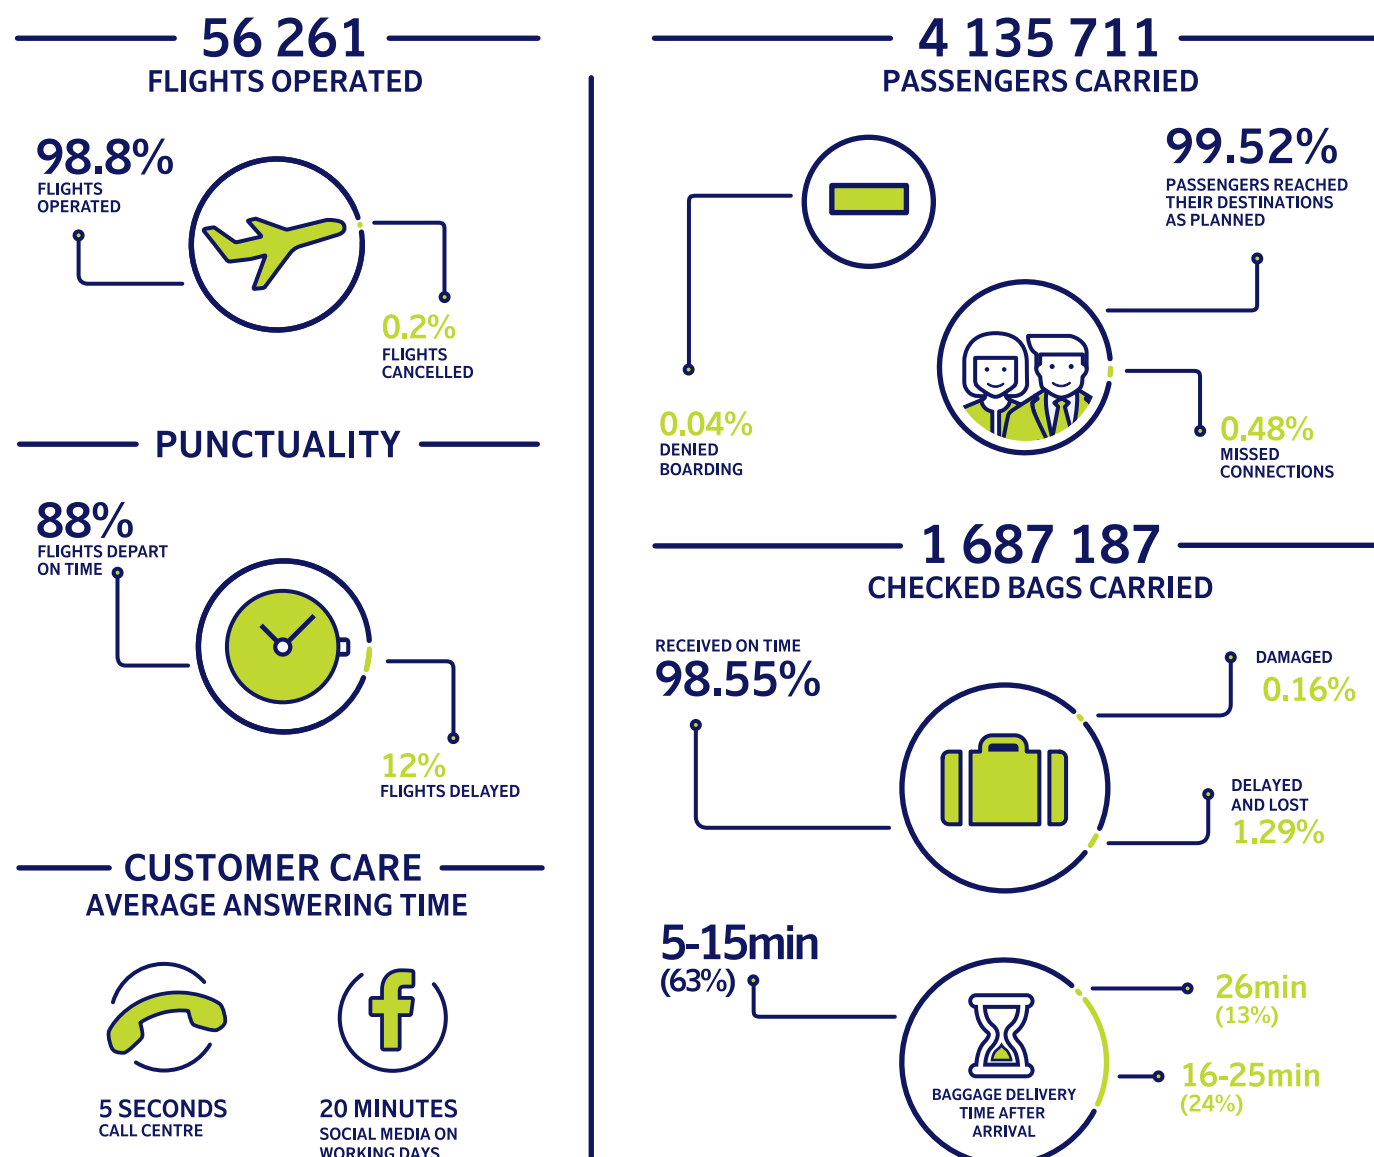 56 261
FLIGHTS OPERATED
98.8%
FLIGHTS
OPERATED
0.2%
FLIGHTS
CANCELLED
PUNCTUALITY
88%
FLIGHTS DEPART
ON TIME
12%
FLIGHTS DELAYED
CUSTOMER CARE
AVERAGE ANSWERING TIME
5 SECONDS
CALL CENTRE
20 MINUTES
SOCIAL MEDIA ON
WORKING DAYS
4 135 711
PASSENGERS CARRIED
99.52%
PASSENGERS REACHED
THEIR DESTINATIONS
AS PLANNED
0.04%
DENIED
BOARDING
0.48%
MISSED
CONNECTIONS
1 687 187
CHECKED BAGS CARRIED
RECEIVED ON TIME
98.55%
DAMAGED
0.16%
DELAYED
AND LOST
1.29%
5-15min
(63%)
26min
(13%)
16-25min
(24%)
BAGGAGE DELIVERY
TIME AFTER
ARRIVAL